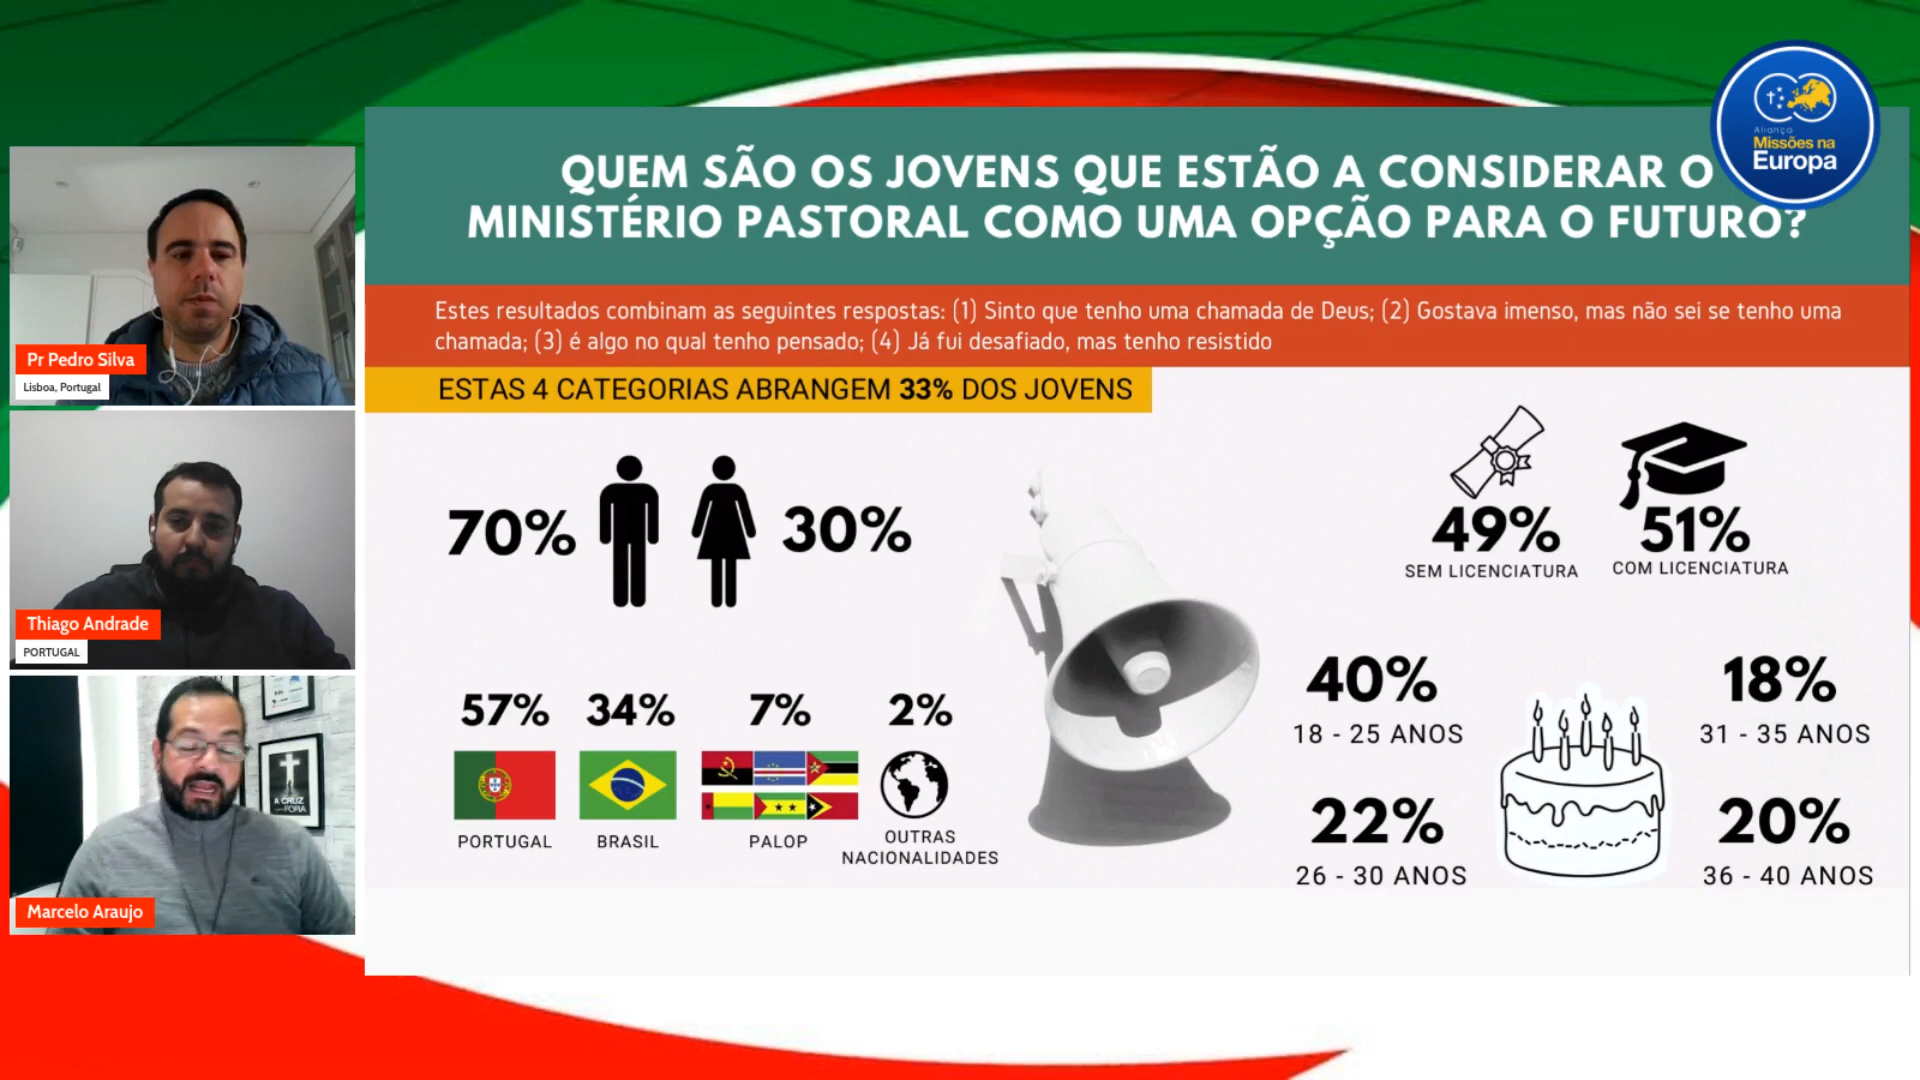 Aliança
Missões na
Europa
QUEM SÃO OS JOVENS QUE ESTÃO A CONSIDERAR O
MINISTÉRIO PASTORAL COMO UMA OPÇÃO PARA O FUTURO?
Estes resultados combinam as seguintes respostas: (1) Sinto que tenho uma chamada de Deus; (2) Gostava imenso, mas não sei se tenho uma
chamada; (3) é algo no qual tenho pensado; (4) Já fui desafiado, mas tenho resistido
ESTAS 4 CATEGORIAS ABRANGEM 33% DOS JOVENS
70%
30%
49%
SEM LICENCIATURA
51%
COM LICENCIATURA
57%
PORTUGAL
34%
BRASIL
7%
PALOP
2%
OUTRAS
NACIONALIDADES
40%
18 - 25 ANOS
18%
31 - 35 ANOS
22%
26 - 30 ANOS
20%
36 - 40 ANOS
Pr Pedro Silva
Lisboa, Portugal
Thiago Andrade
PORTUGAL
A CRUZ
Marcelo Araujo